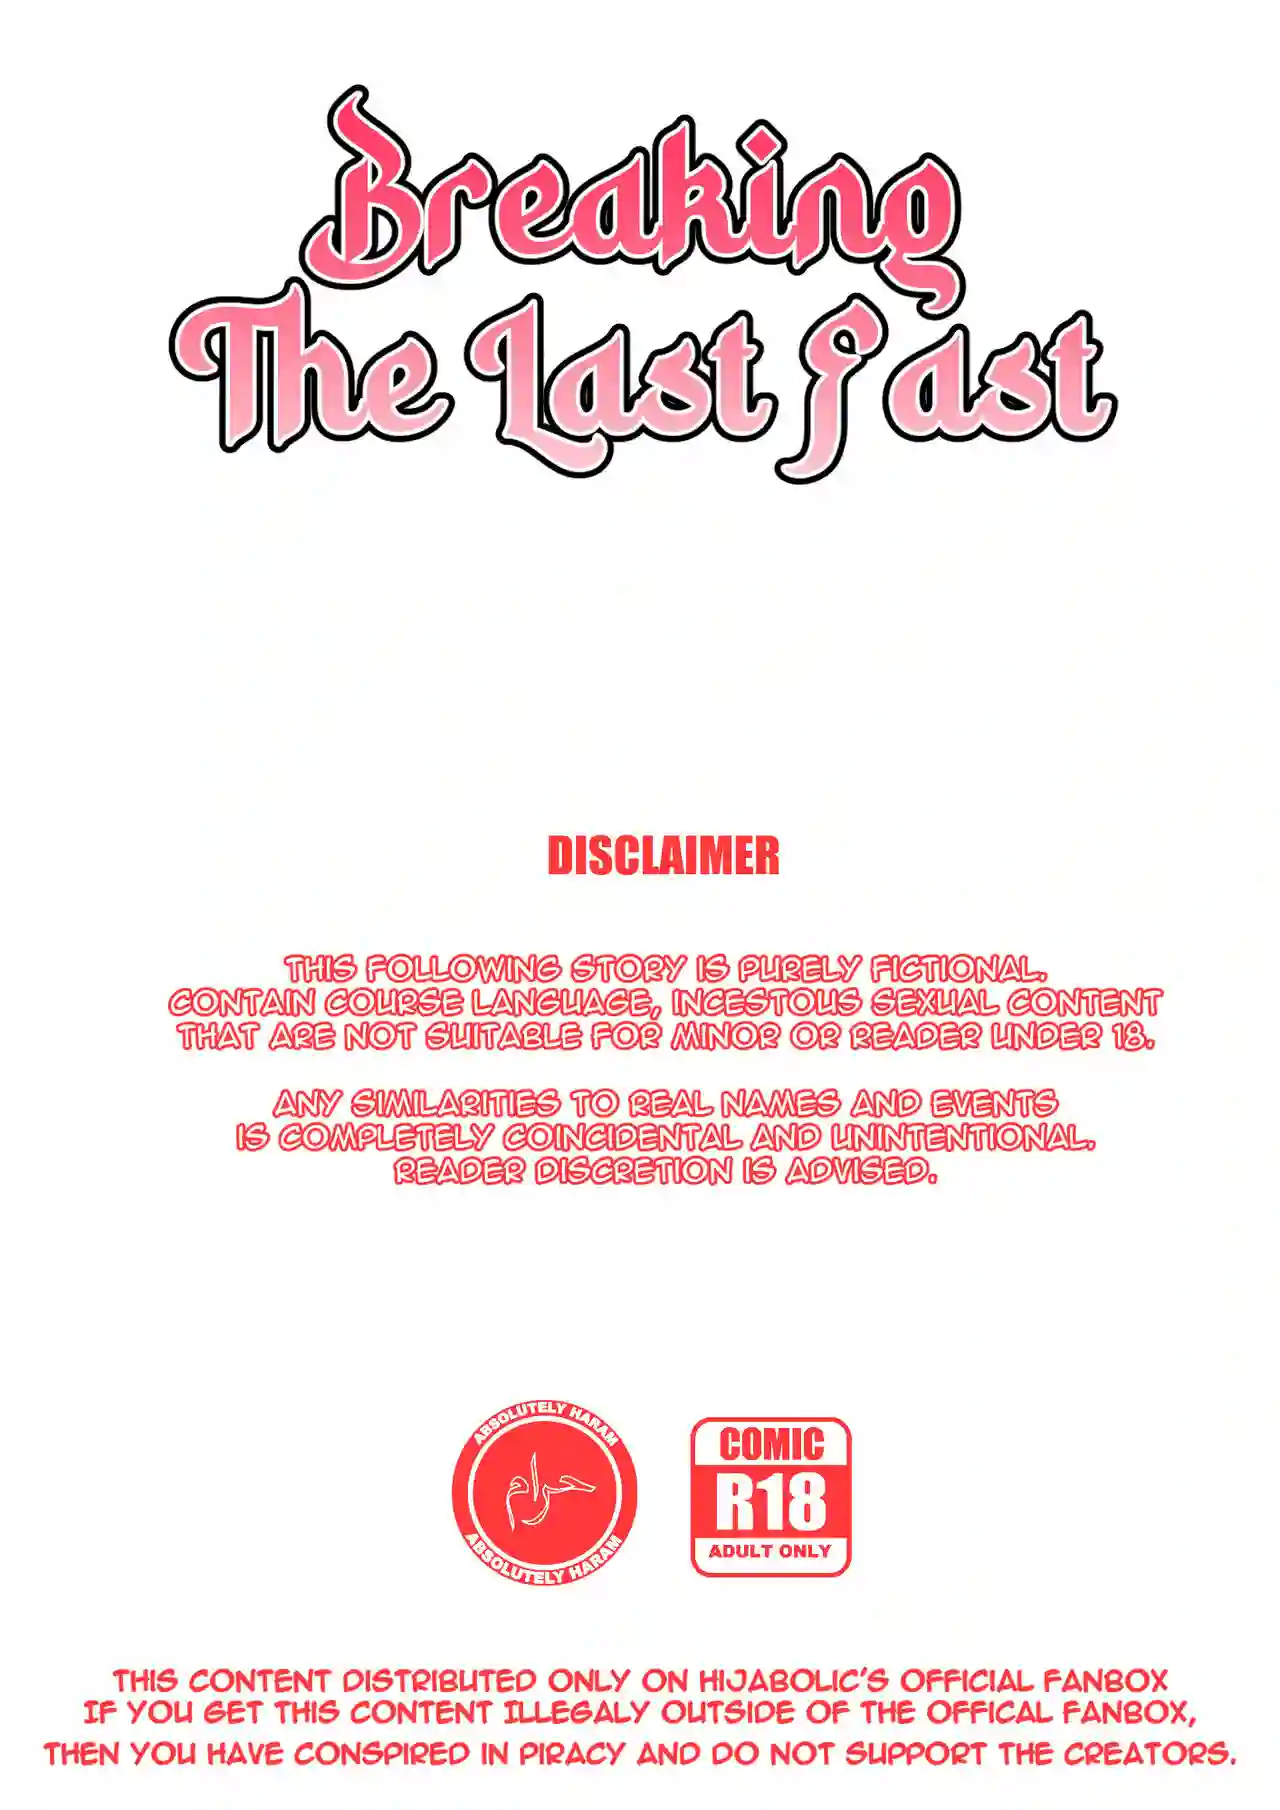 Breaking
The Last Fast
DISCLAIMER
THIS FOLLOWING STORY IS PURELY FICTIONAL.
CONTAIN COURSE LANGUAGE, INCESTOUS SEXUAL CONTENT
THAT ARE NOT SUITABLE FOR MINOR OR READER UNDER 18.
ANY SIMILARITIES TO REAL NAMES AND EVENTS
IS COMPLETELY COINCIDENTAL AND UNINTENTIONAL.
READER DISCRETION IS ADVISED.
ABSOLUTELY HARAM
حرام
ABSOLUTELY HARAM
COMIC
R18
ADULT ONLY
THIS CONTENT DISTRIBUTED ONLY ON HIJABOLIC'S OFFICIAL FANBOX
IF YOU GET THIS CONTENT ILLEGALY OUTSIDE OF THE OFFICAL FANBOX,
THEN YOU HAVE CONSPIRED IN PIRACY AND DO NOT SUPPORT THE CREATORS.